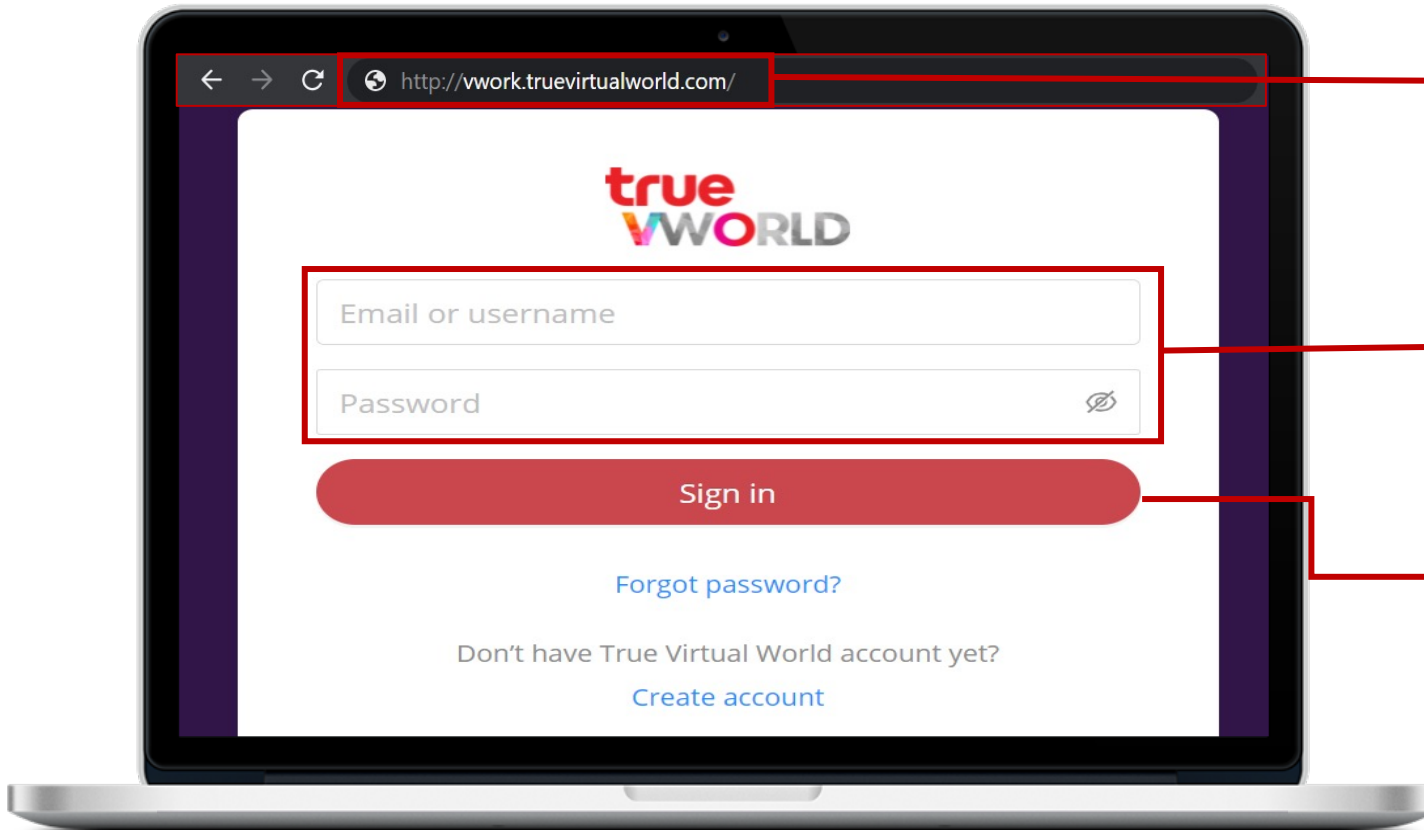 http://vwork.truevirtualworld.com/
true
VWORLD
Email or username
Password
Sign in
Forgot password?
Don't have True Virtual World account yet?
Create account